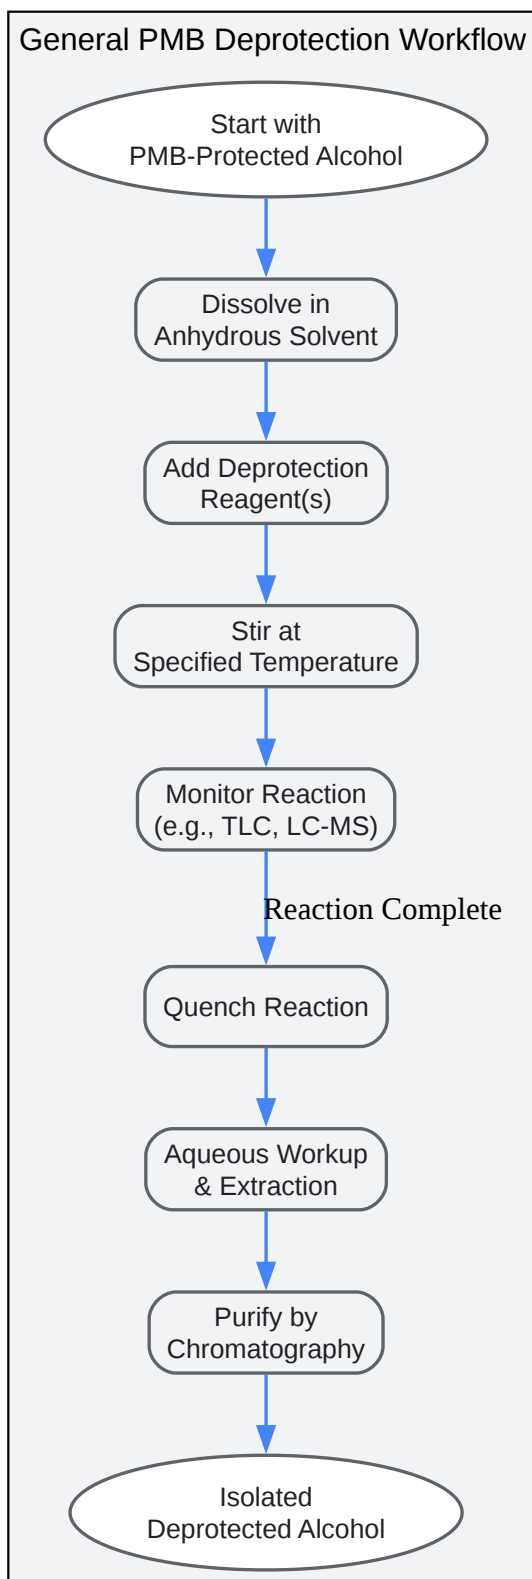 General PMB Deprotection Workflow
Start with
PMB-Protected Alcohol
Dissolve in
Anhydrous Solvent
Add Deprotection
Reagent(s)
Stir at
Specified Temperature
Monitor Reaction
(e.g., TLC, LC-MS)
Reaction Complete
Quench Reaction
Aqueous Workup
& Extraction
Purify by
Chromatography
Isolated
Deprotected Alcohol